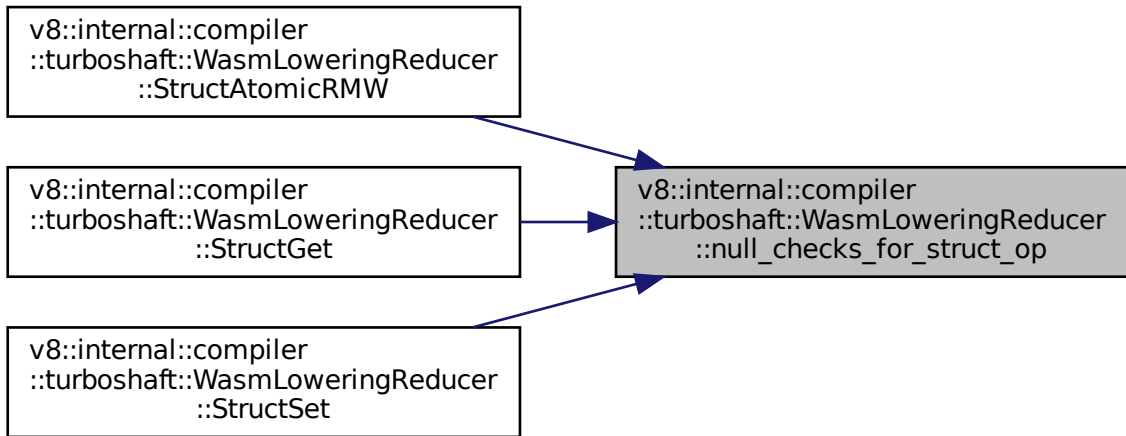 v8::internal::compiler
::turboshaft::WasmLoweringReducer
::StructAtomicRMW
v8::internal::compiler
::turboshaft::WasmLoweringReducer
::StructGet
v8::internal::compiler
::turboshaft::WasmLoweringReducer
::StructSet
v8::internal::compiler
::turboshaft::WasmLoweringReducer
::null_checks_for_struct_op